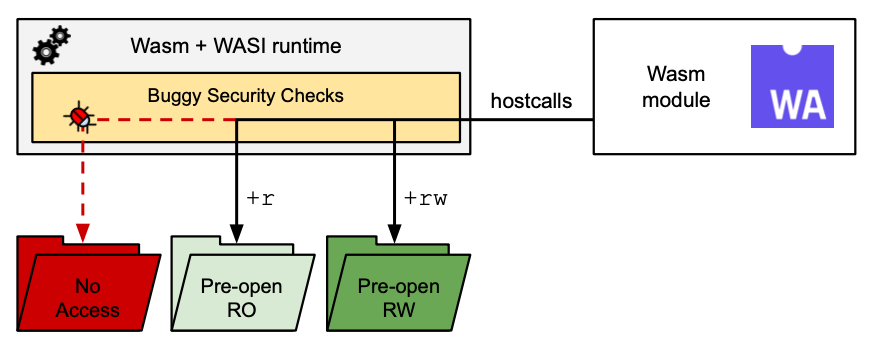 Wasm + WASI runtime
Buggy Security Checks
hostcalls
Wasm
module
WA
+r
+rw
No
Access
Pre-open
RO
Pre-open
RW